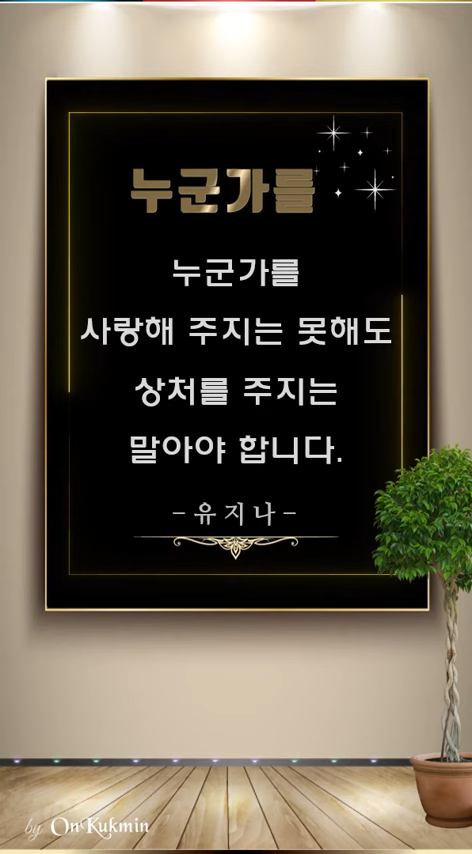 누군가를
누군가를
사랑해 주지는 못해도
상처를 주지는
말아야 합니다.
-유지나-
by OnKukmin